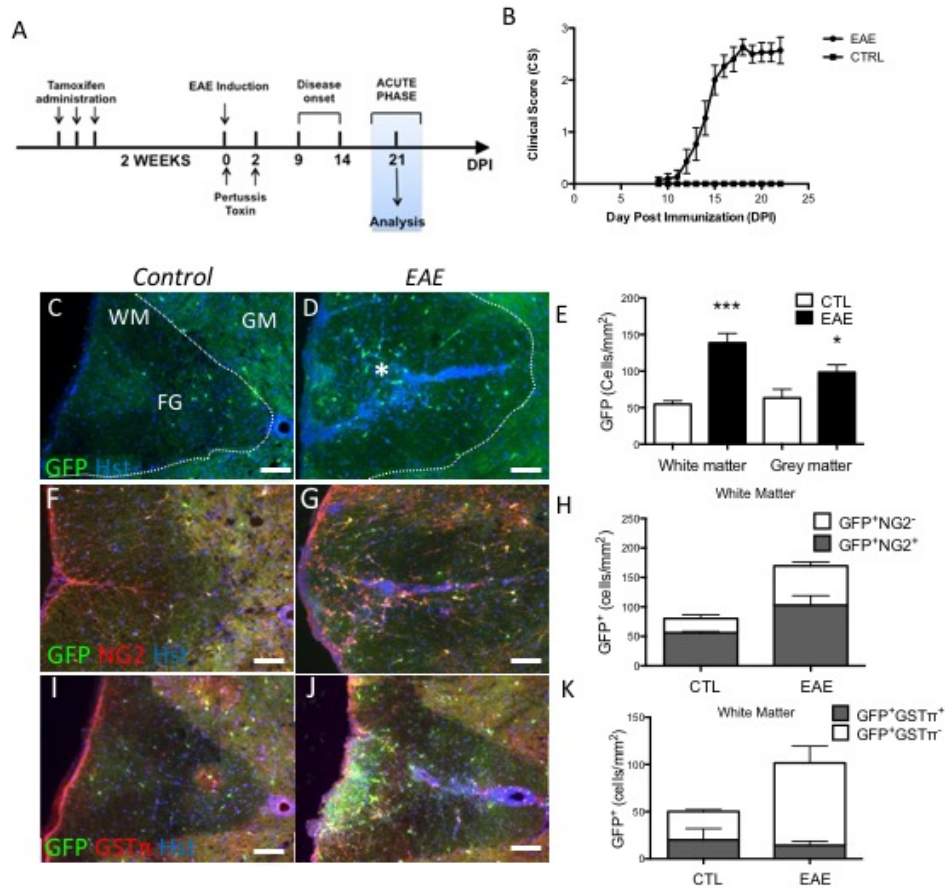 A
Tamoxifen
administration
EAE Induction
Disease
onset
ACUTE
PHASE
2 WEEKS
0 2 9 14 21
DPI
Pertussis
Toxin
Analysis
B
Clinical Score (CS)
3
2
1
0
0 5 10 15 20 25
Day Post Immunization (DPI)
EAE
CTRL
Control
EAE
C
WM
GM
FG
GFP Hst
D
*
E
GFP (Cells/mm²)
200
150
100
50
0
***
*
CTL
EAE
White matter
Grey matter
F
GFP NG2 Hst
G
H
White Matter
GFP⁺ (cells/mm²)
250
200
150
100
50
0
GFP⁺NG2⁻
GFP⁺NG2⁺
CTL
EAE
I
GFP GSTπ Hst
J
K
White Matter
GFP⁺ (cells/mm²)
150
100
50
0
GFP⁺GSTπ⁺
GFP⁺GSTπ⁻
CTL
EAE